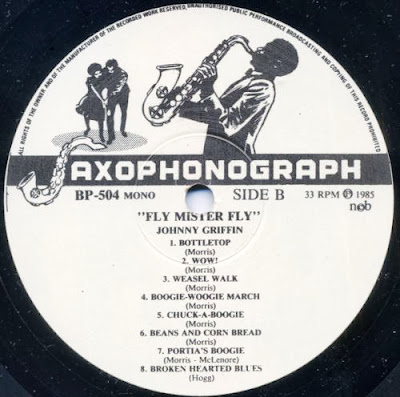 ALL RIGHTS OF THE OWNER AND OF THE MANUFACTURER OF THE RECORDED WORK RESERVED, UNAUTHORISED PUBLIC PERFORMANCE BROADCASTING AND COPYING OF THIS RECORD PROHIBITED
SAXOPHONOGRAPH
BP-504 MONO SIDE B 33 RPM Ⓟ 1985
ncb
"FLY MISTER FLY"
JOHNNY GRIFFIN
1. BOTTLETOP
(Morris)
2. WOW!
(Morris)
3. WEASEL WALK
(Morris)
4. BOOGIE-WOOGIE MARCH
(Morris)
5. CHUCK-A-BOOGIE
(Morris)
6. BEANS AND CORN BREAD
(Morris)
7. PORTIA'S BOOGIE
(Morris - McLenore)
8. BROKEN HEARTED BLUES
(Hogg)